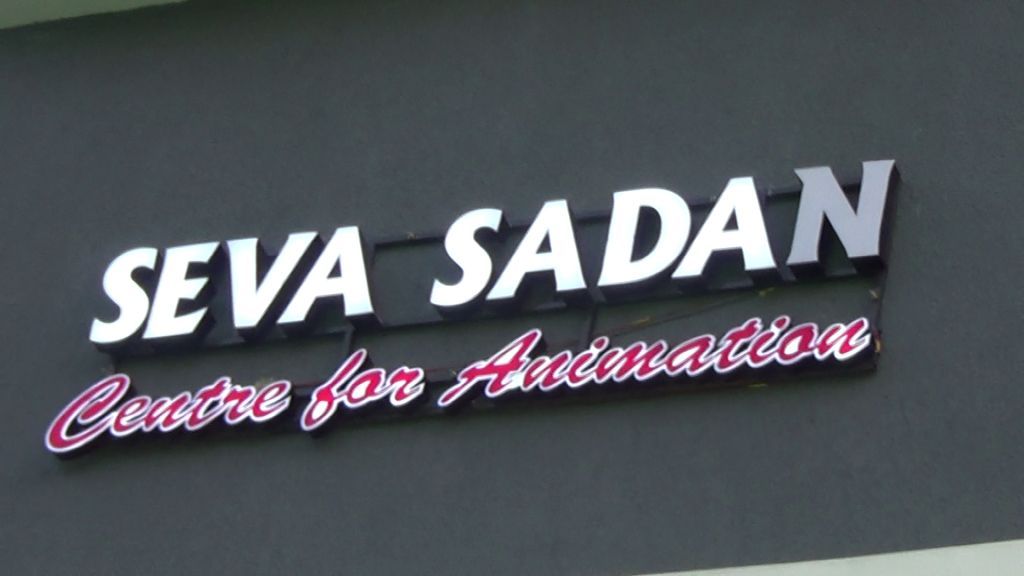 SEVA SADAN
Centre for Animation